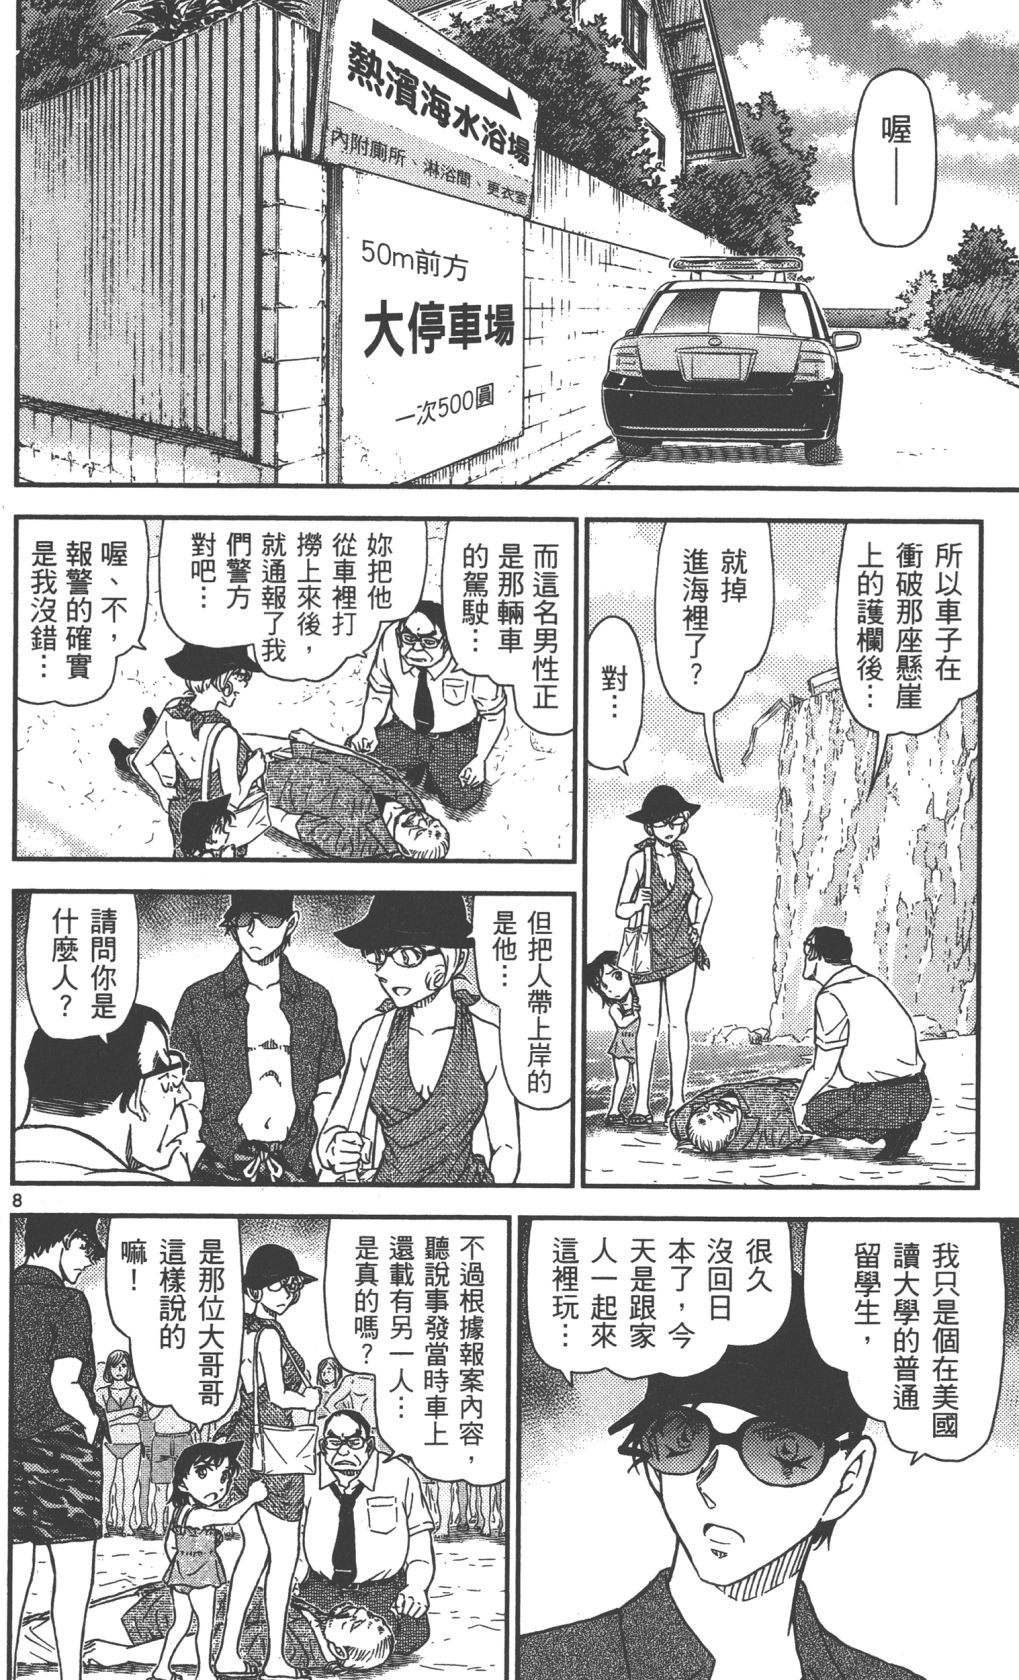 熱濱海水浴場
內附廁所、淋浴間、更衣室
50m前方
大停車場
一次500圓
喔——
所以車子在
衝破那座懸崖
上的護欄後…
就掉
進海裡了?
對…
而這名男性正
是那輛車
的駕駛…
妳把他
從車裡打
撈上來後，
就通報了我
們警方
對吧…
喔、不，
報警的確實
是我沒錯…
但把人帶上岸的
是他…
請問你是
什麼人?
8
我只是個在美國
讀大學的普通
留學生，
很久
沒回日
本了，今
天是跟家
人一起來
這裡玩…
不過根據報案內容，
聽說事發當時車上
還載有另一人…
是真的嗎?
是那位大哥哥
這樣說的
嘛!